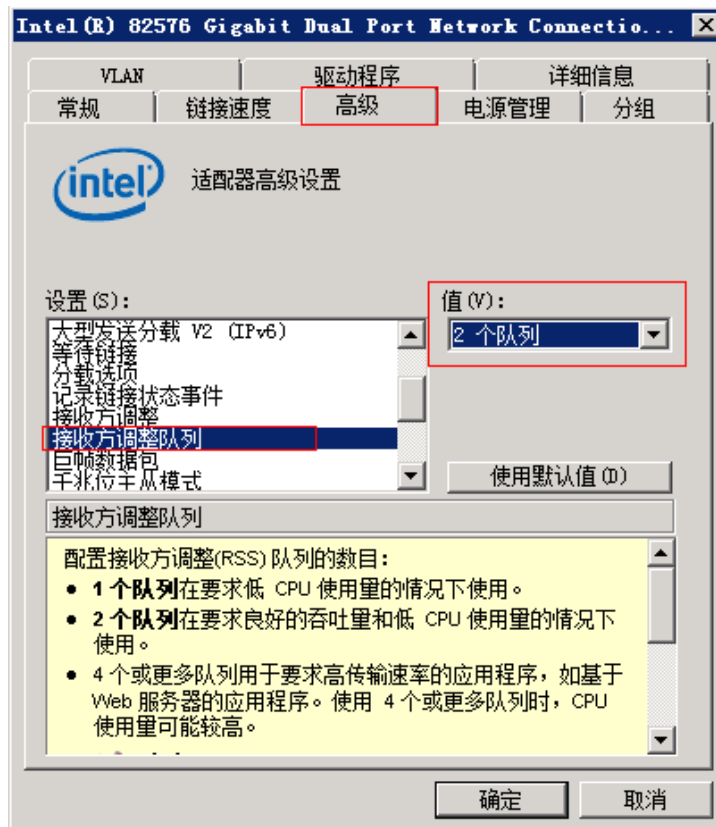 Intel(R) 82576 Gigabit Dual Port Network Connectio...
VLAN 驱动程序 详细信息
常规 链接速度 高级 电源管理 分组
intel 适配器高级设置
设置(S): 值(V):
大型发送分载 V2 (IPv6)
2 个队列
等待链接
分载选项
记录链接状态事件
接收方调整
接收方调整队列
巨帧数据包
千兆位主从模式
使用默认值(D)
接收方调整队列
配置接收方调整(RSS) 队列的数目：
• 1 个队列在要求低 CPU 使用量的情况下使用。
• 2 个队列在要求良好的吞吐量和低 CPU 使用量的情况下
使用。
• 4 个或更多队列用于要求高传输速率的应用程序，如基于
Web 服务器的应用程序。使用 4 个或更多队列时，CPU
使用量可能较高。
确定 取消